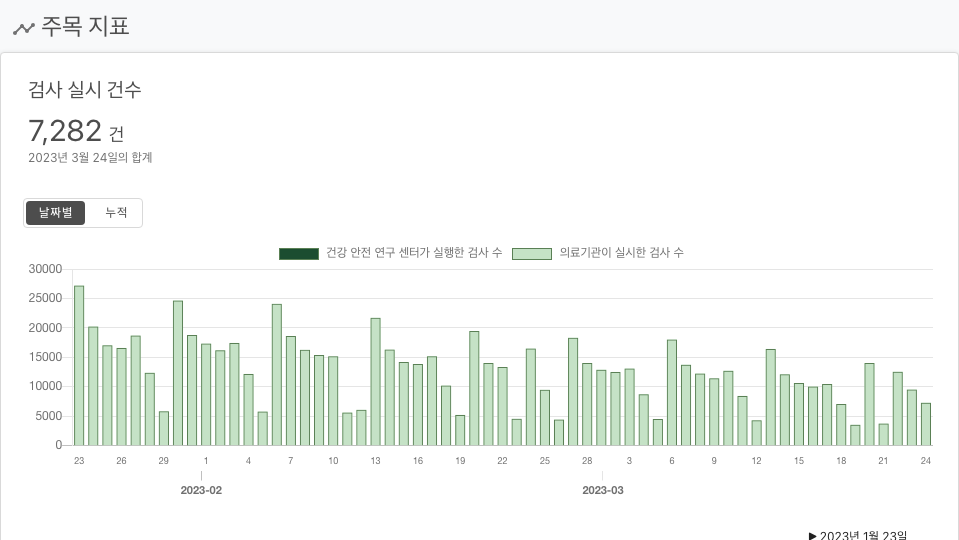 주목 지표
검사 실시 건수
7,282 건
2023년 3월 24일의 합계
날짜별 누적
건강 안전 연구 센터가 실행한 검사 수 의료기관이 실시한 검사 수
30000
25000
20000
15000
10000
5000
0
23 26 29 1 4 7 10 13 16 19 22 25 28 3 6 9 12 15 18 21 24
2023-02 2023-03
▶ 2023년 1월 23일